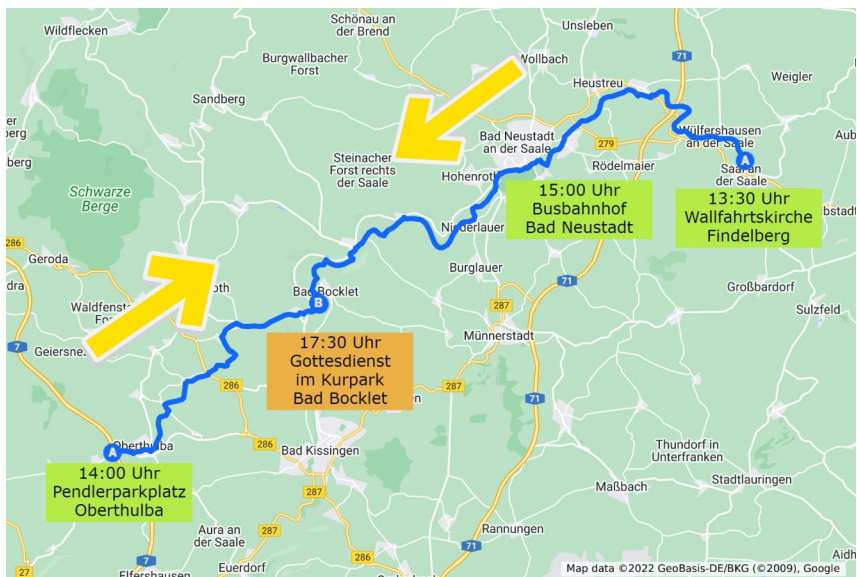 Wildflecken
Schönau an
der Brend
Unsleben
71
Burgwallbacher
Forst
Wollbach
Heustreu
Weigler
Sandberg
Bad Neustadt
an der Saale
Wülfershausen
an der Saale
279
Steinacher
Forst rechts
der Saale
Hohenroth
Rödelmaier
A
Saal an
der Saale
15:00 Uhr
Busbahnhof
Bad Neustadt
13:30 Uhr
Wallfahrtskirche
Findelberg
Schwarze
Berge
Niederlauer
286
Geroda
Burglauer
Großbardorf
Sulzfeld
Bad Bocklet
B
287
Münnerstadt
7
17:30 Uhr
Gottesdienst
im Kurpark
Bad Bocklet
286
287
71
A
Oberthulba
286
Bad Kissingen
14:00 Uhr
Pendlerparkplatz
Oberthulba
287
287
Thundorf in
Unterfranken
Stadtlauringen
Maßbach
Aura an
der Saale
Rannungen
7
286
71
27
Elfershausen
Euerdorf
Map data ©2022 GeoBasis-DE/BKG (©2009), Google